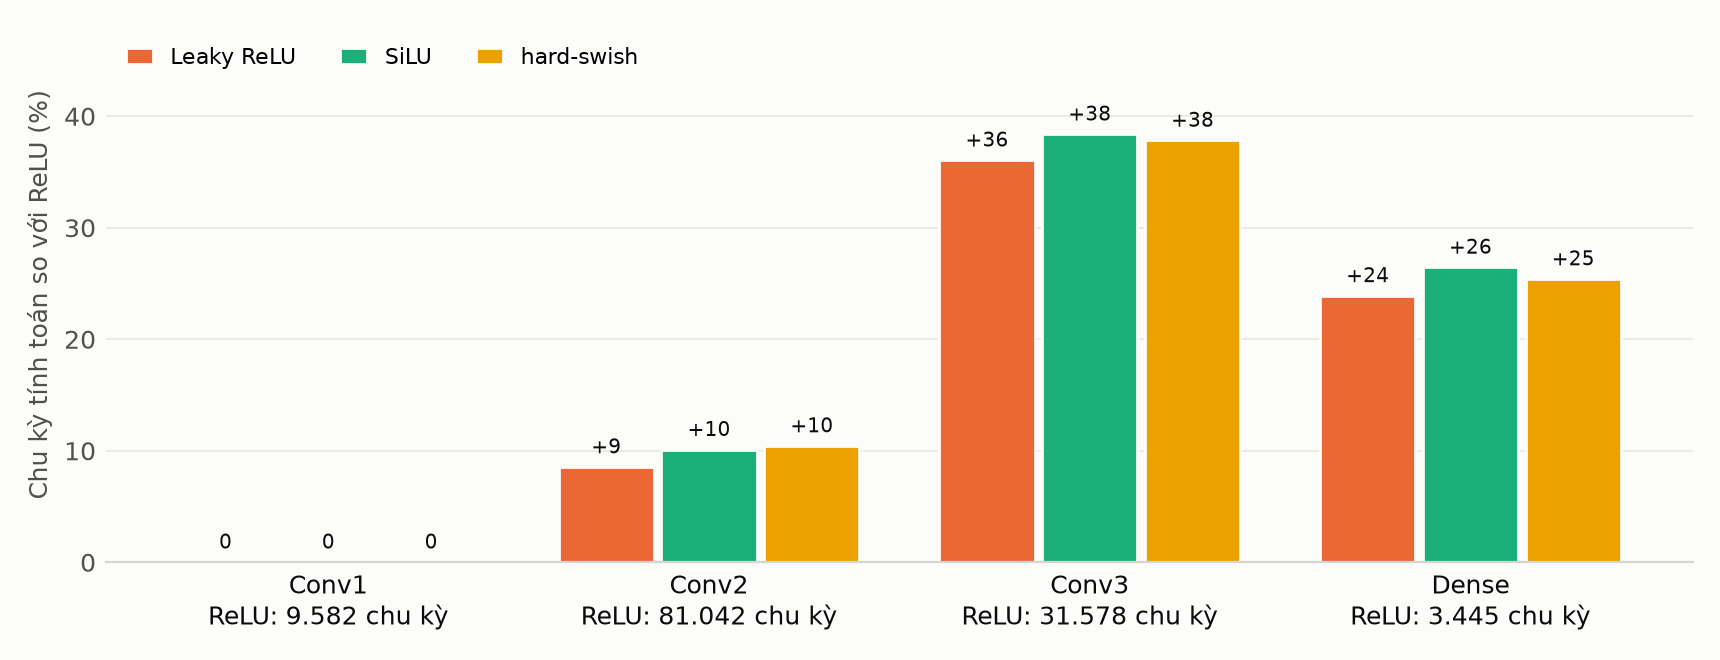 Leaky ReLU SiLU hard-swish
Chu kỳ tính toán so với ReLU (%)
40
30
20
10
0
0 0 0
+9 +10 +10
+36 +38 +38
+24 +26 +25
Conv1
ReLU: 9.582 chu kỳ
Conv2
ReLU: 81.042 chu kỳ
Conv3
ReLU: 31.578 chu kỳ
Dense
ReLU: 3.445 chu kỳ